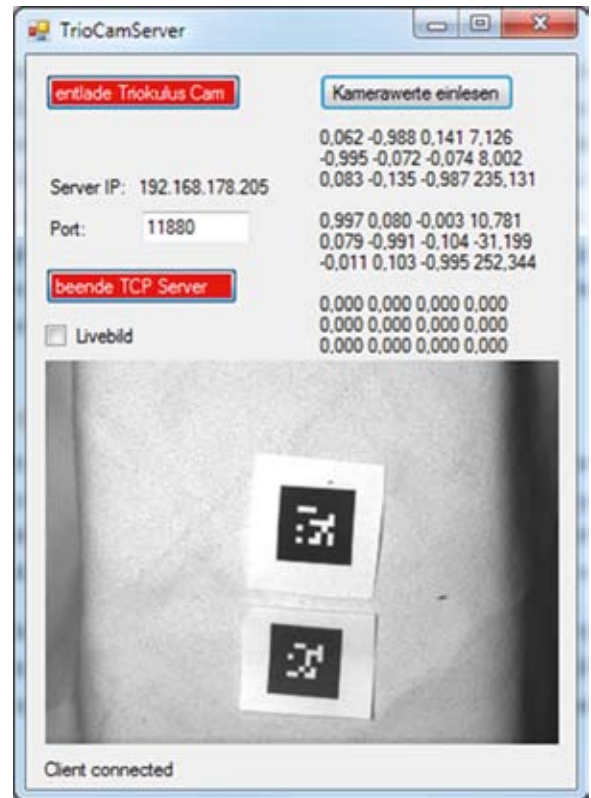 TrioCamServer
entlade Triokulus Cam
Kamerawerte einlesen
0,062 -0,988 0,141 7,126
-0,995 -0,072 -0,074 8,002
0,083 -0,135 -0,987 235,131
Server IP: 192.168.178.205
Port: 11880
0,997 0,080 -0,003 10,781
0,079 -0,991 -0,104 -31,199
-0,011 0,103 -0,995 252,344
beende TCP Server
0,000 0,000 0,000 0,000
0,000 0,000 0,000 0,000
0,000 0,000 0,000 0,000
Livebild
Client connected